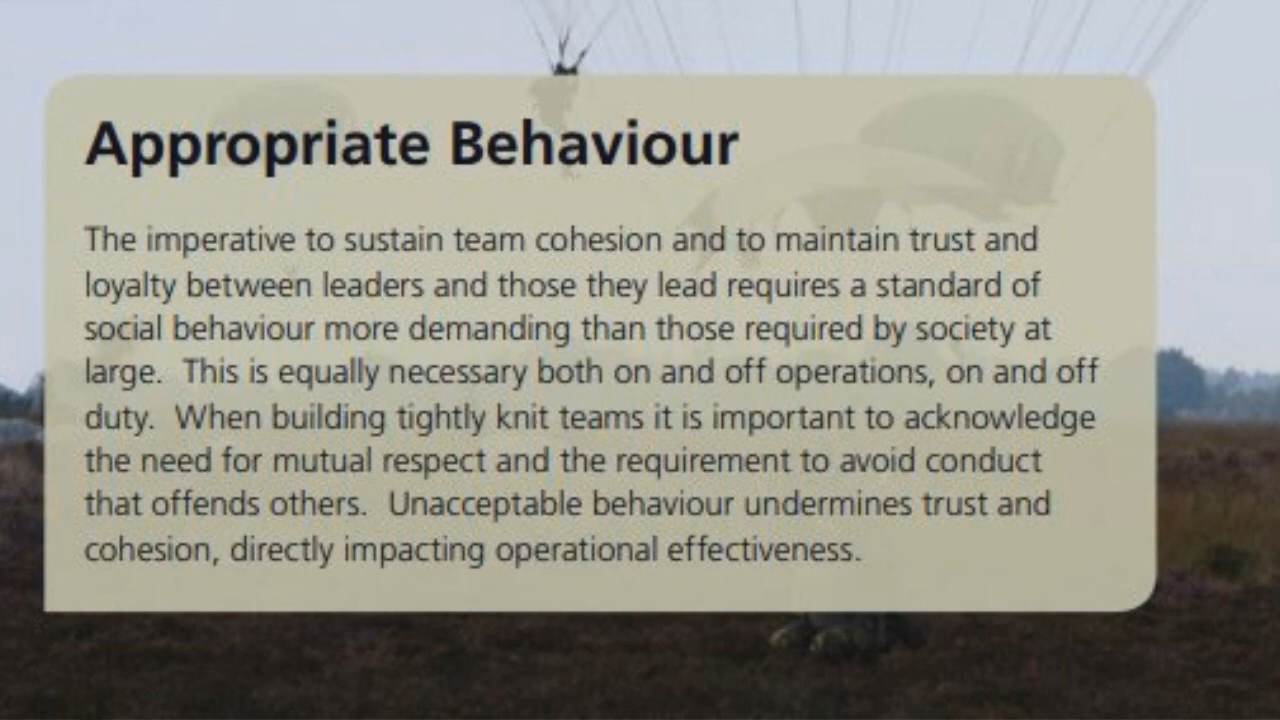 Appropriate Behaviour
The imperative to sustain team cohesion and to maintain trust and
loyalty between leaders and those they lead requires a standard of
social behaviour more demanding than those required by society at
large.  This is equally necessary both on and off operations, on and off
duty.  When building tightly knit teams it is important to acknowledge
the need for mutual respect and the requirement to avoid conduct
that offends others.  Unacceptable behaviour undermines trust and
cohesion, directly impacting operational effectiveness.